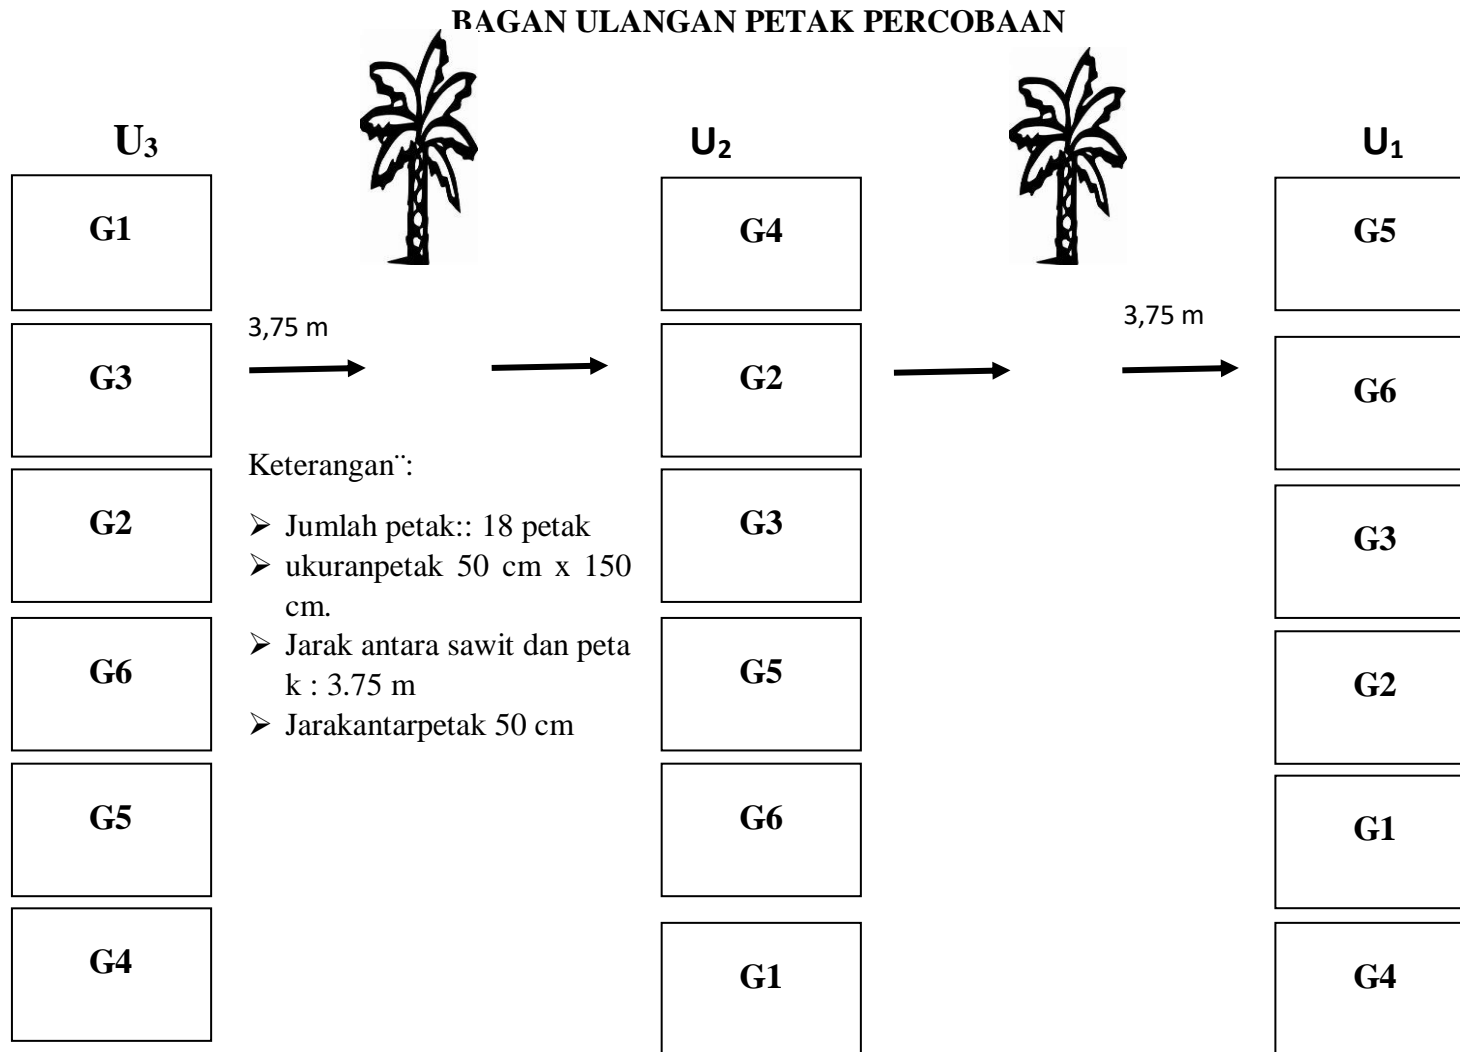 BAGAN ULANGAN PETAK PERCOBAAN
U3
U2
U1
G1
G4
G5
3,75 m
3,75 m
G3
G2
G6
Keterangan¨:
➢ Jumlah petak:: 18 petak
➢ ukuranpetak 50 cm x 150
cm.
➢ Jarak antara sawit dan peta
k : 3.75 m
➢ Jarakantarpetak 50 cm
G2
G3
G3
G6
G5
G2
G5
G6
G1
G4
G1
G4